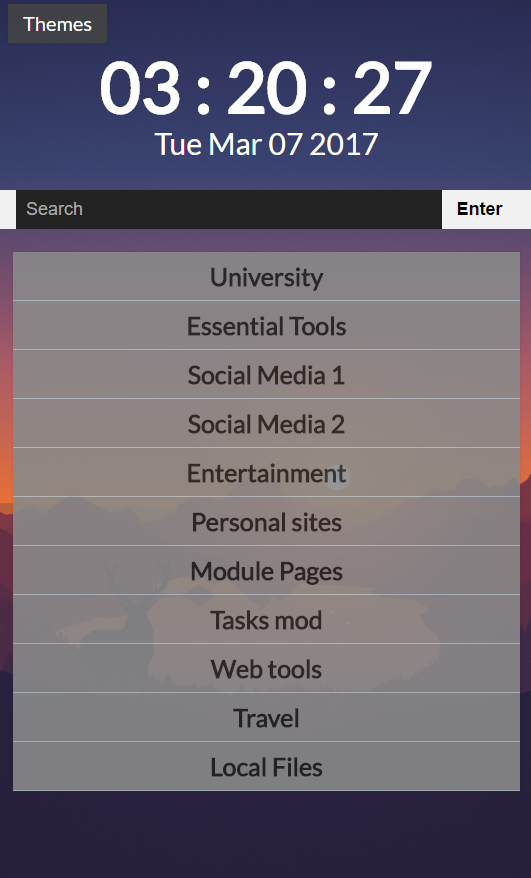 Themes
03 : 20 : 27
Tue Mar 07 2017
Search Enter
University
Essential Tools
Social Media 1
Social Media 2
Entertainment
Personal sites
Module Pages
Tasks mod
Web tools
Travel
Local Files